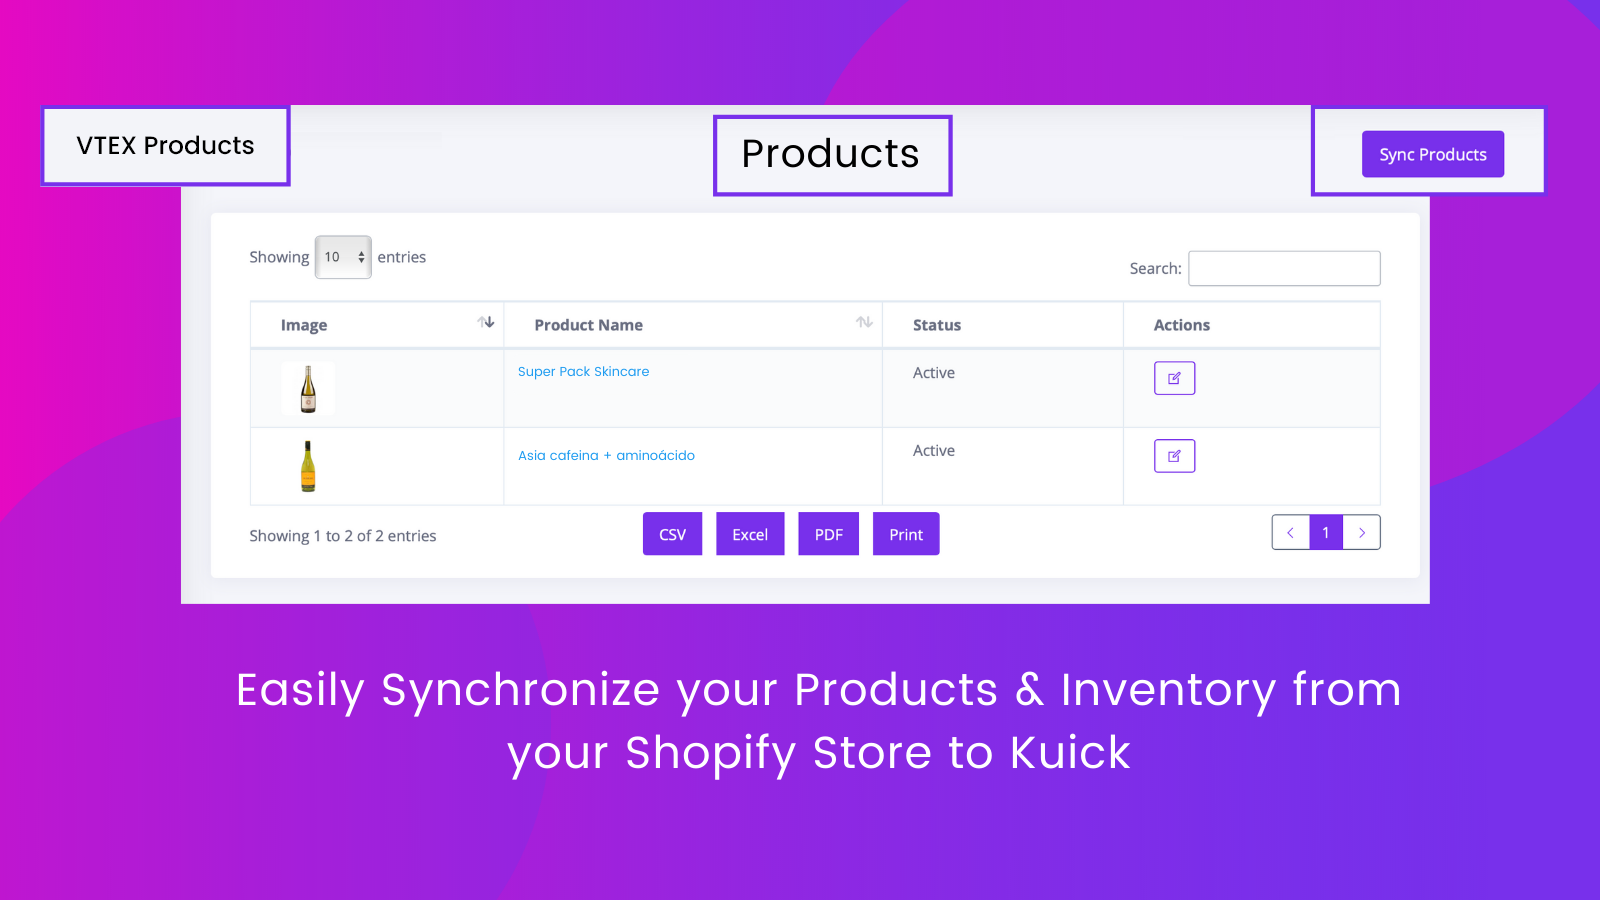 VTEX Products
Products
Sync Products
Showing 10 entries
Search:
Image Product Name Status Actions
Super Pack Skincare Active
Asia cafeina + aminoácido Active
Showing 1 to 2 of 2 entries
CSV Excel PDF Print
< 1 >
Easily Synchronize your Products & Inventory from
your Shopify Store to Kuick